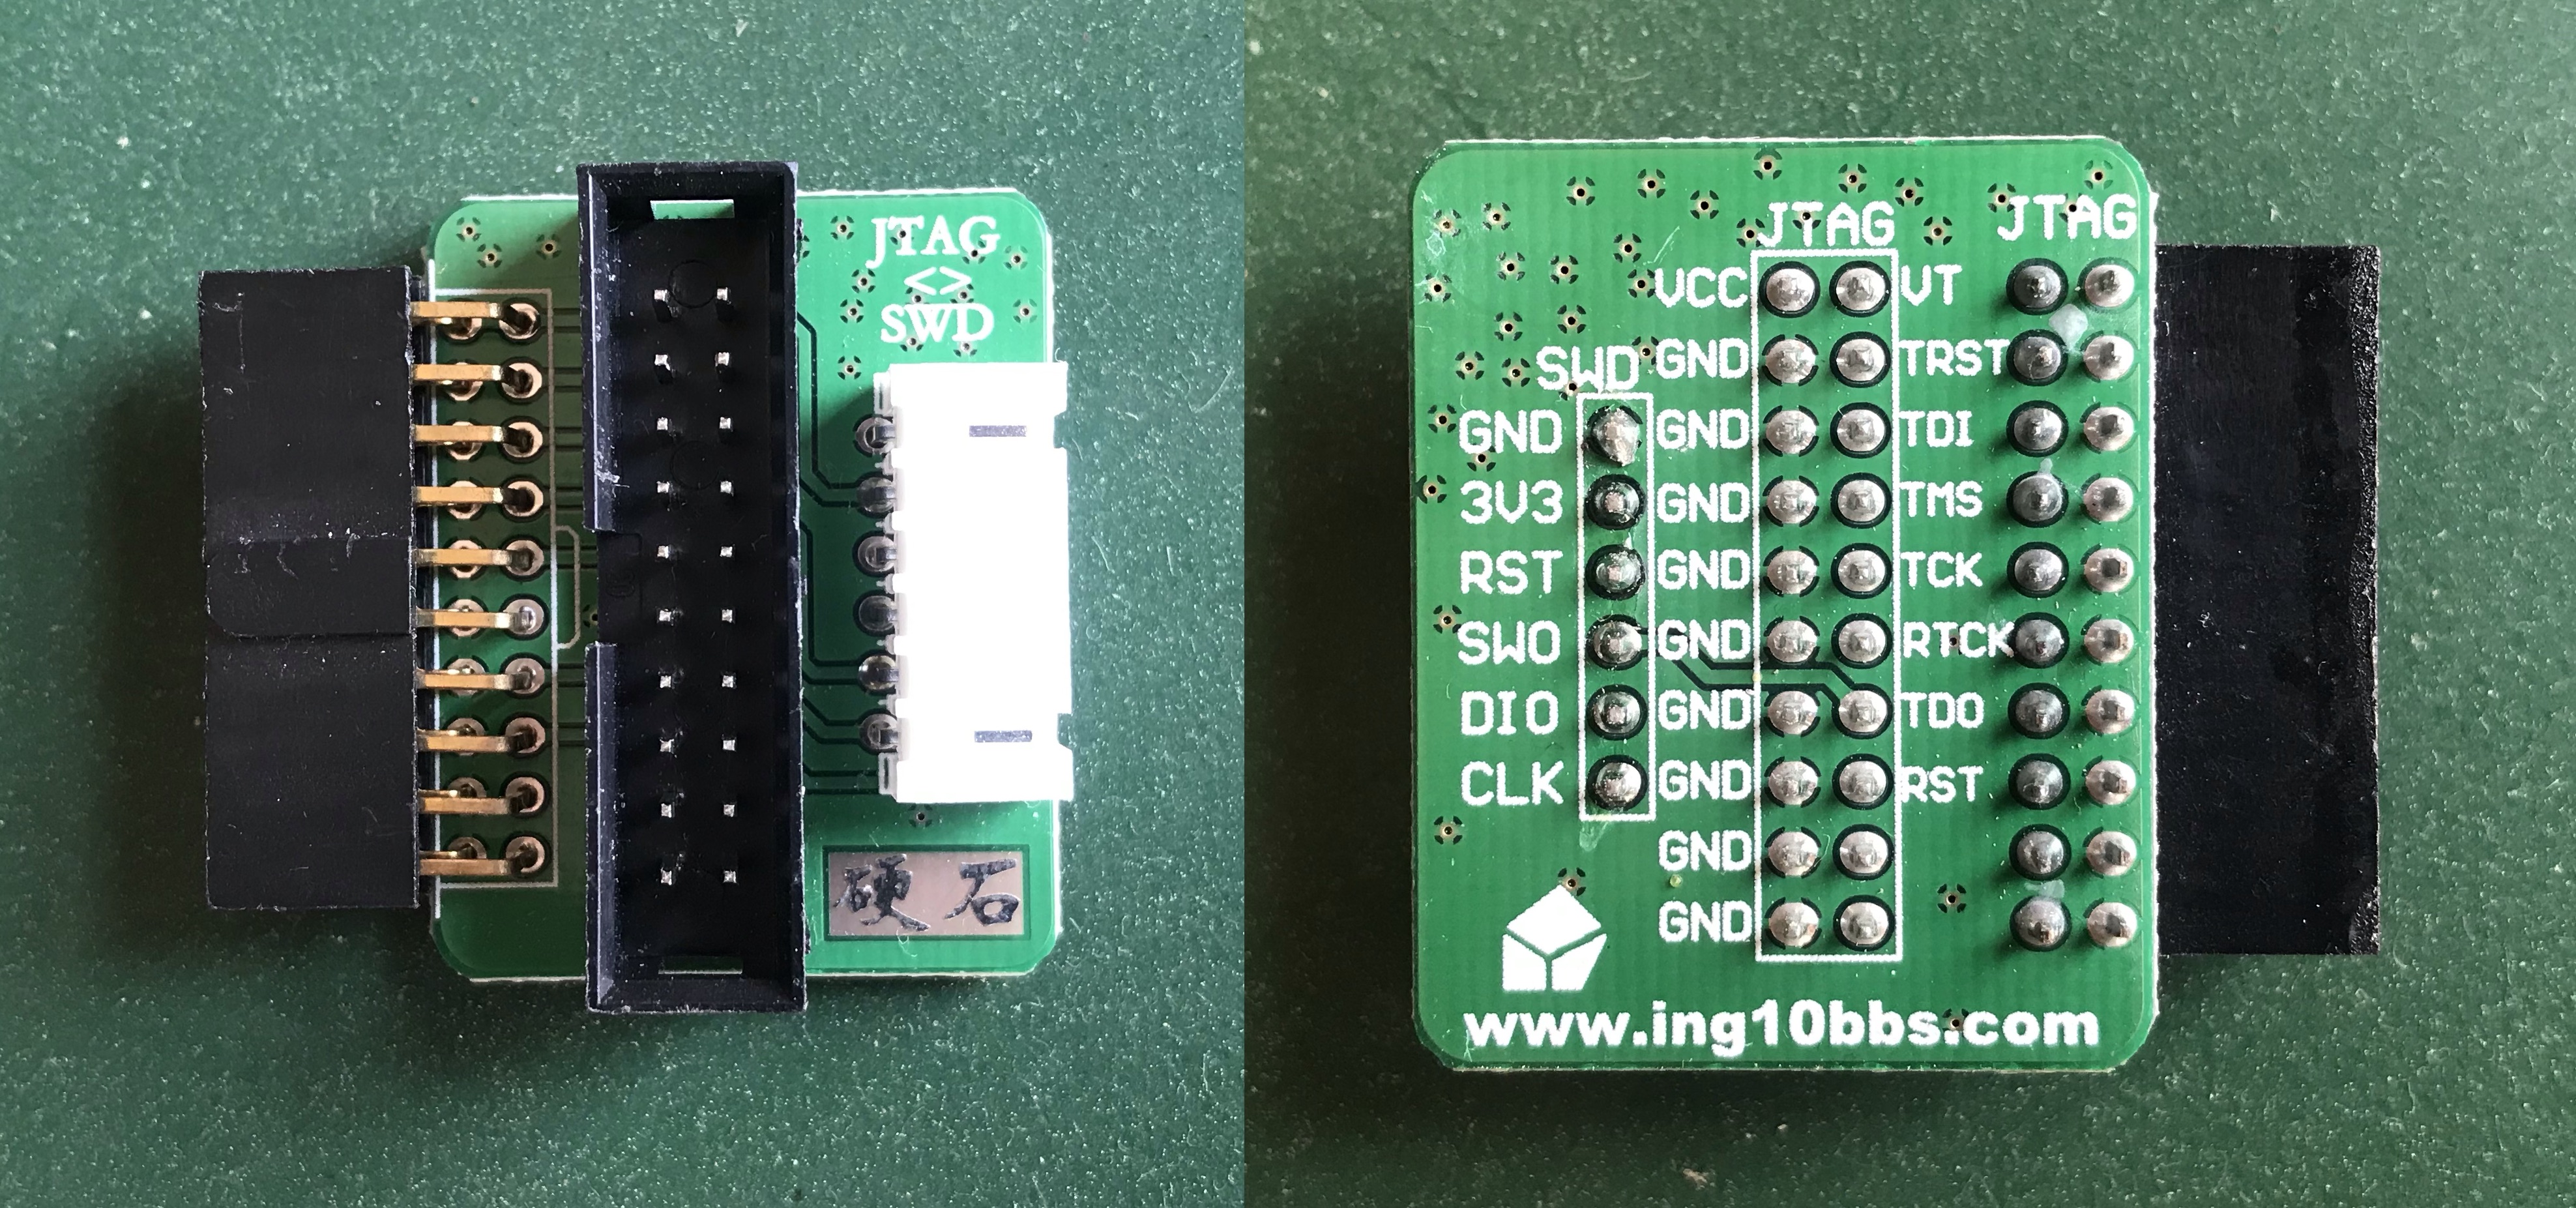 JTAG
<>
SWD
硬石
JTAG JTAG
VCC VT
SWD GND TRST
GND GND TDI
3V3 GND TMS
RST GND TCK
SWO GND RTCK
DIO GND TDO
CLK GND RST
GND
GND
www.ing10bbs.com